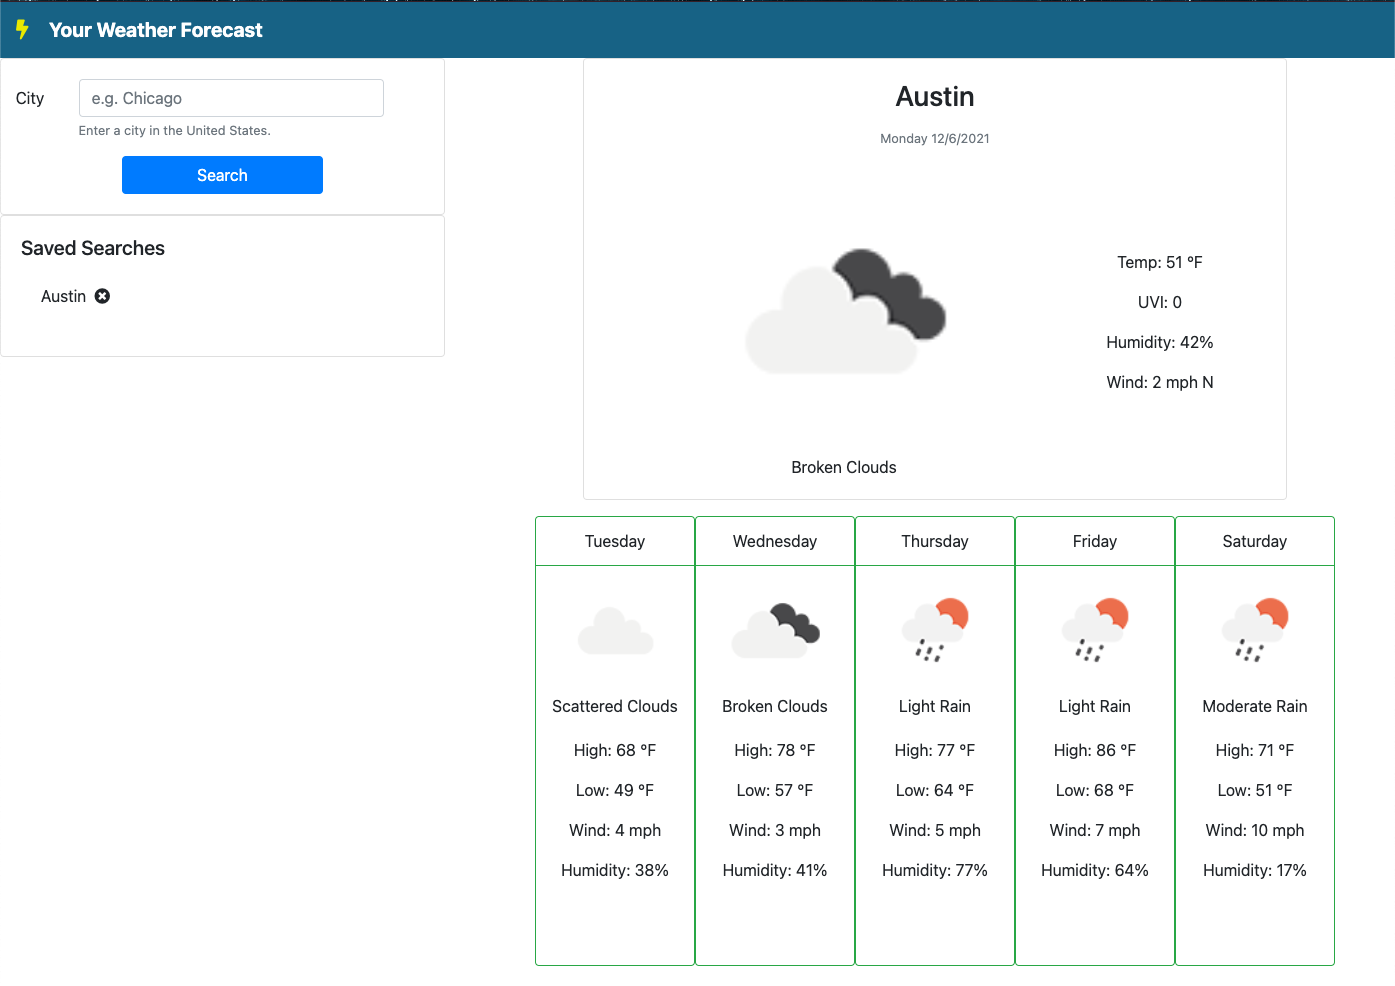 Your Weather Forecast
City
e.g. Chicago
Enter a city in the United States.
Search
Saved Searches
Austin
Austin
Monday 12/6/2021
Temp: 51 °F
UVI: 0
Humidity: 42%
Wind: 2 mph N
Broken Clouds
Tuesday
Scattered Clouds
High: 68 °F
Low: 49 °F
Wind: 4 mph
Humidity: 38%
Wednesday
Broken Clouds
High: 78 °F
Low: 57 °F
Wind: 3 mph
Humidity: 41%
Thursday
Light Rain
High: 77 °F
Low: 64 °F
Wind: 5 mph
Humidity: 77%
Friday
Light Rain
High: 86 °F
Low: 68 °F
Wind: 7 mph
Humidity: 64%
Saturday
Moderate Rain
High: 71 °F
Low: 51 °F
Wind: 10 mph
Humidity: 17%